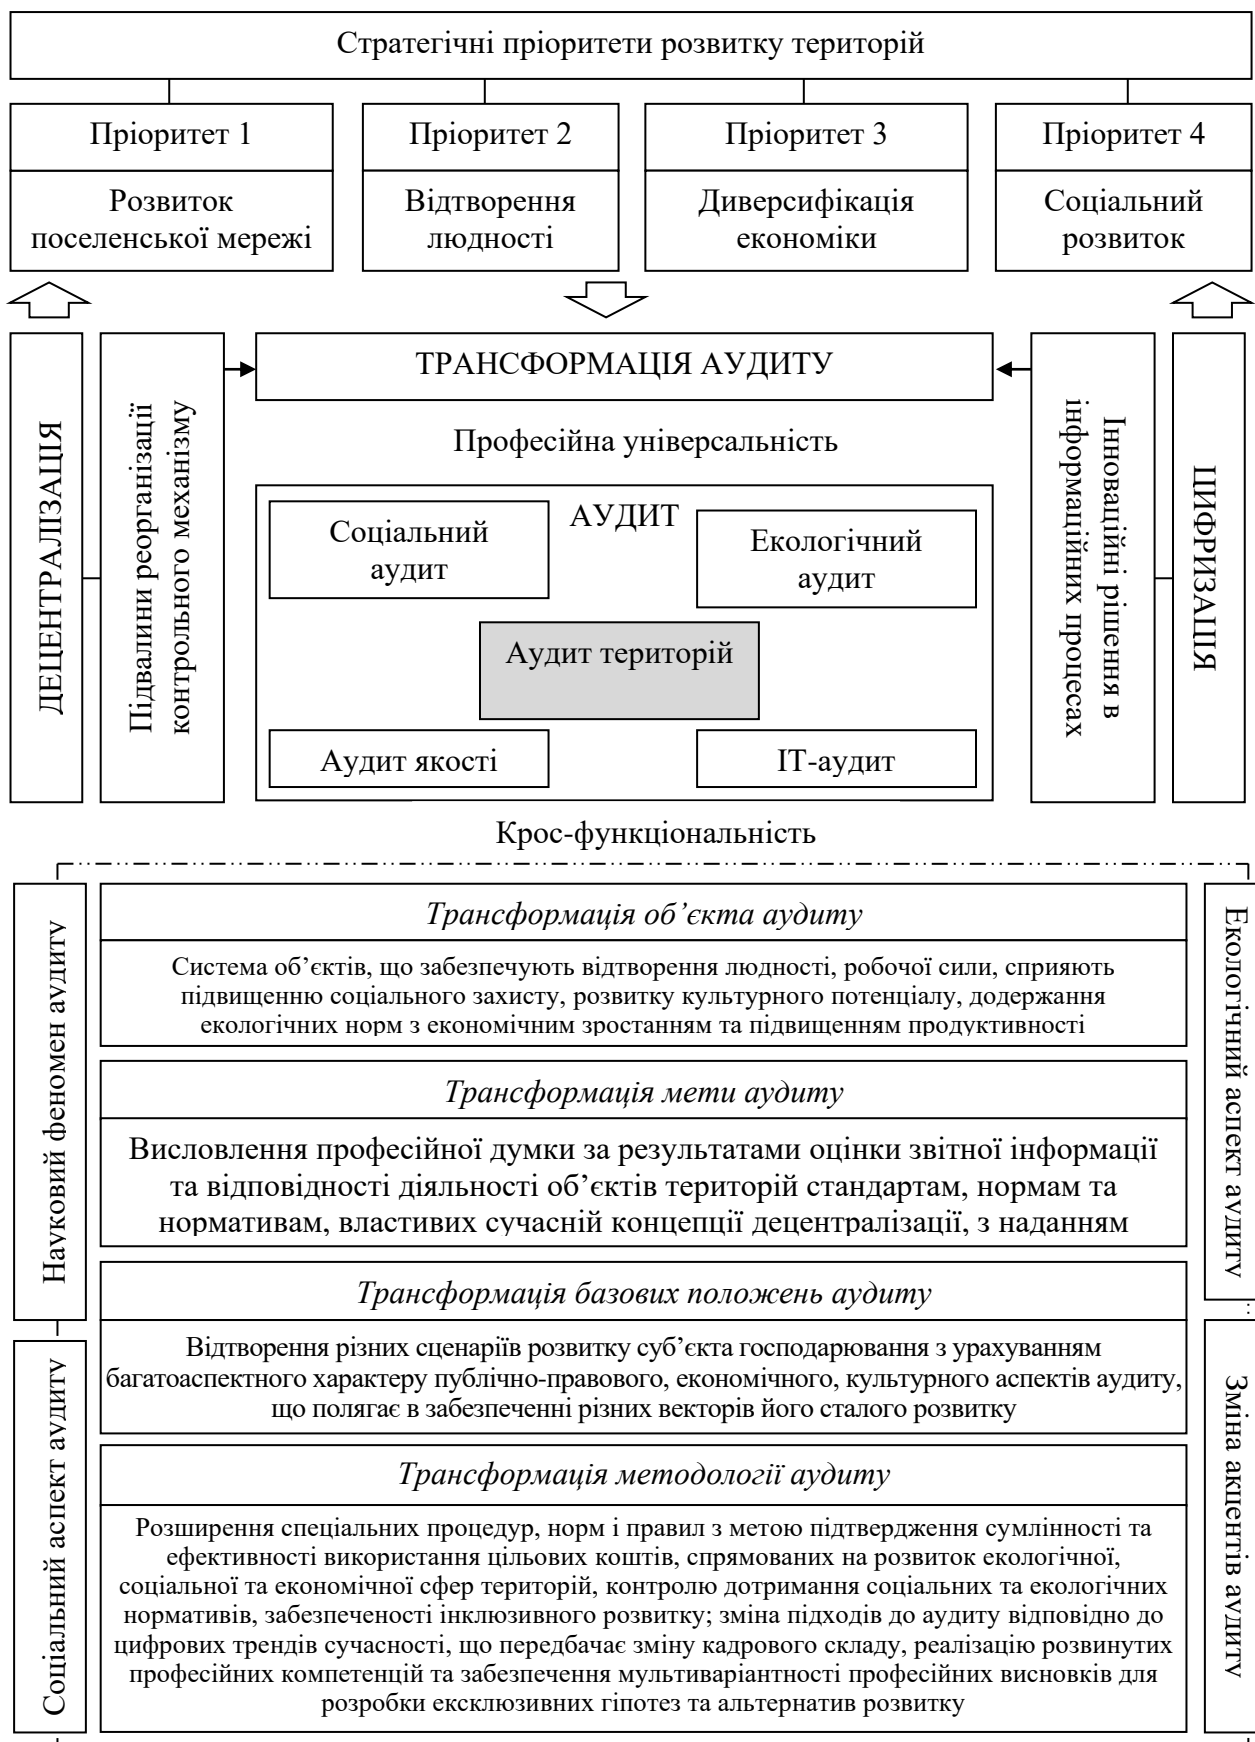 Стратегічні пріоритети розвитку територій
Пріоритет 1
Пріоритет 2
Пріоритет 3
Пріоритет 4
Розвиток
поселенської мережі
Відтворення
людності
Диверсифікація
економіки
Соціальний
розвиток
ДЕЦЕНТРАЛІЗАЦІЯ
Підвалини реорганізації
контрольного механізму
ТРАНСФОРМАЦІЯ АУДИТУ
Професійна універсальність
АУДИТ
Соціальний
аудит
Екологічний
аудит
Аудит територій
Аудит якості
ІТ-аудит
Інноваційні рішення в
інформаційних процесах
ЦИФРИЗАЦІЯ
Крос-функціональність
Науковий феномен аудиту
Соціальний аспект аудиту
Трансформація об’єкта аудиту
Система об’єктів, що забезпечують відтворення людності, робочої сили, сприяють
підвищенню соціального захисту, розвитку культурного потенціалу, додержання
екологічних норм з економічним зростанням та підвищенням продуктивності
Трансформація мети аудиту
Висловлення професійної думки за результатами оцінки звітної інформації
та відповідності діяльності об’єктів територій стандартам, нормам та
нормативам, властивих сучасній концепції децентралізації, з наданням
Трансформація базових положень аудиту
Відтворення різних сценаріїв розвитку суб’єкта господарювання з урахуванням
багатоаспектного характеру публічно-правового, економічного, культурного аспектів аудиту,
що полягає в забезпеченні різних векторів його сталого розвитку
Трансформація методології аудиту
Розширення спеціальних процедур, норм і правил з метою підтвердження сумлінності та
ефективності використання цільових коштів, спрямованих на розвиток екологічної,
соціальної та економічної сфер територій, контролю дотримання соціальних та екологічних
нормативів, забезпеченості інклюзивного розвитку; зміна підходів до аудиту відповідно до
цифрових трендів сучасності, що передбачає зміну кадрового складу, реалізацію розвинутих
професійних компетенцій та забезпечення мультиваріантності професійних висновків для
розробки ексклюзивних гіпотез та альтернатив розвитку
Екологічний аспект аудиту
Зміна акцентів аудиту